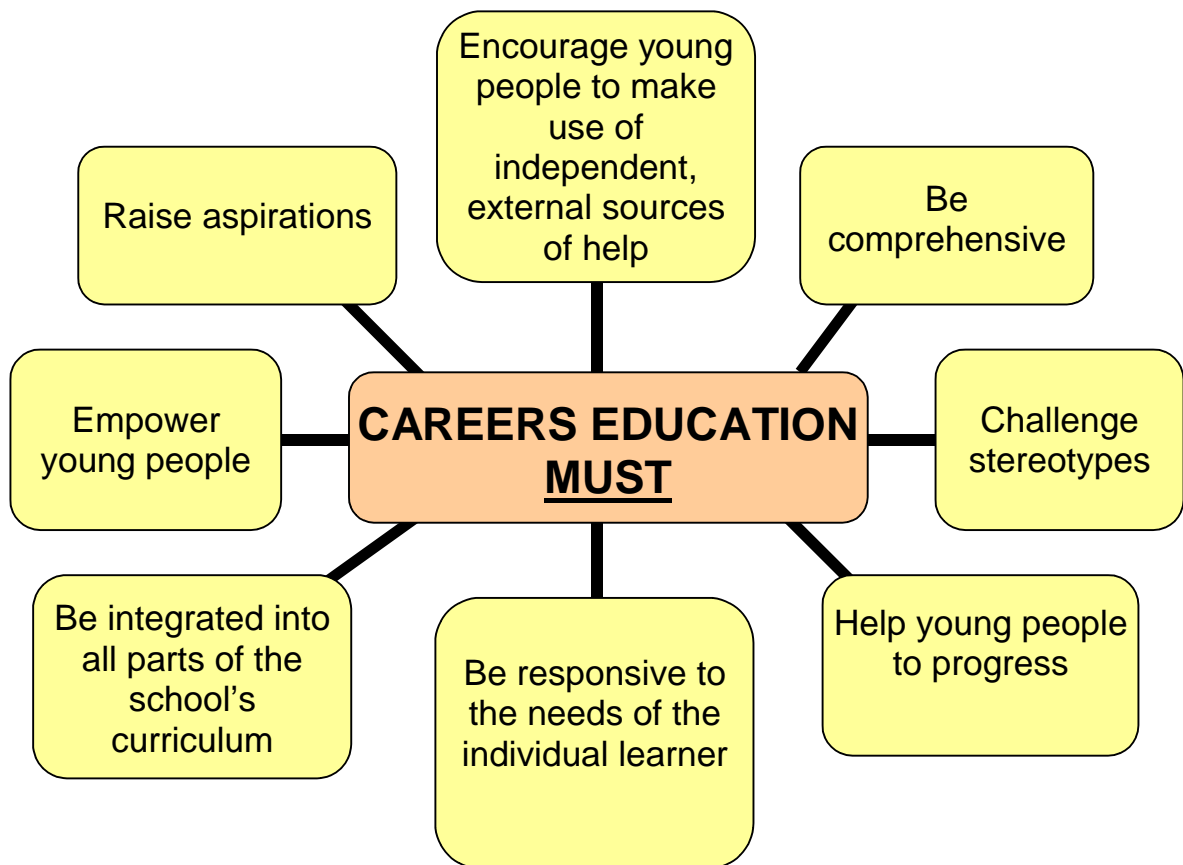 Encourage young
people to make
use of
independent,
external sources
of help
Raise aspirations
Be
comprehensive
Empower
young people
CAREERS EDUCATION
MUST
Challenge
stereotypes
Be integrated into
all parts of the
school’s
curriculum
Be responsive to
the needs of the
individual learner
Help young people
to progress